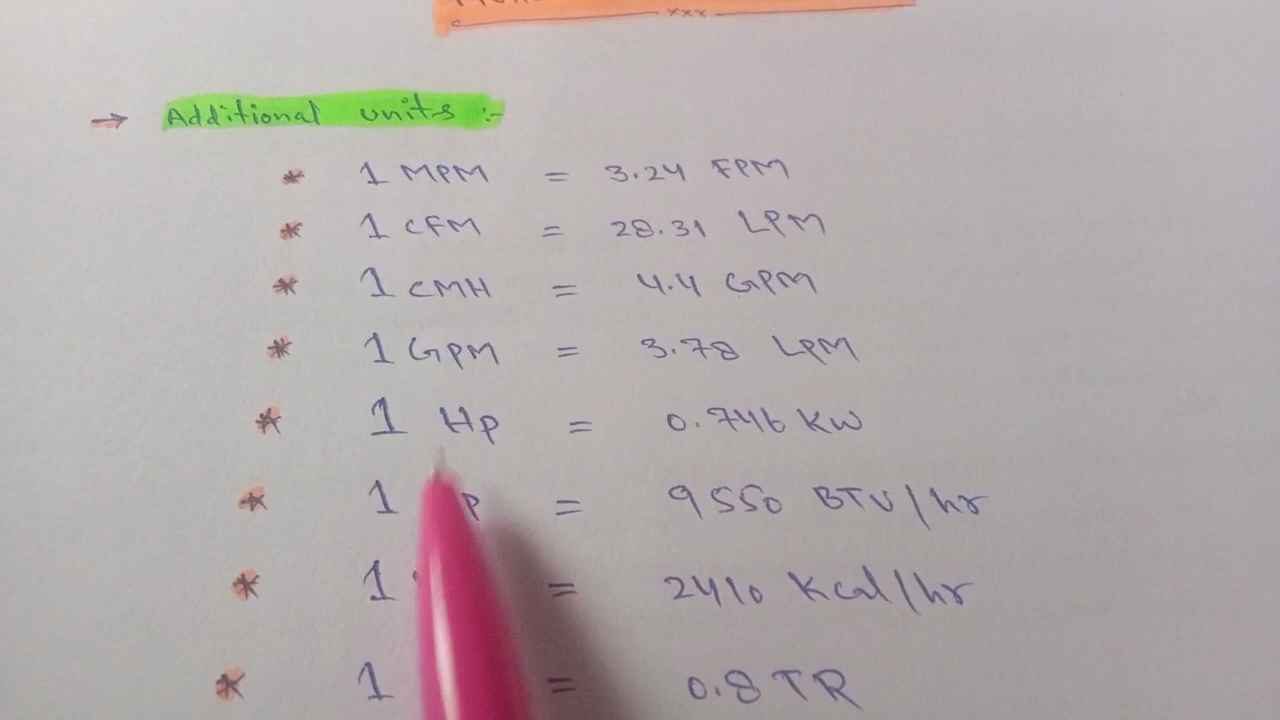 xxx
→ Additional units :-
* 1 MPM = 3.24 FPM
* 1 CFM = 28.31 LPM
* 1 CMH = 4.4 GPM
* 1 GPM = 3.78 LPM
* 1 Hp = 0.746 KW
* 1 p = 9550 BTU/hr
* 1 = 2410 Kcal/hr
* 1 = 0.8 TR